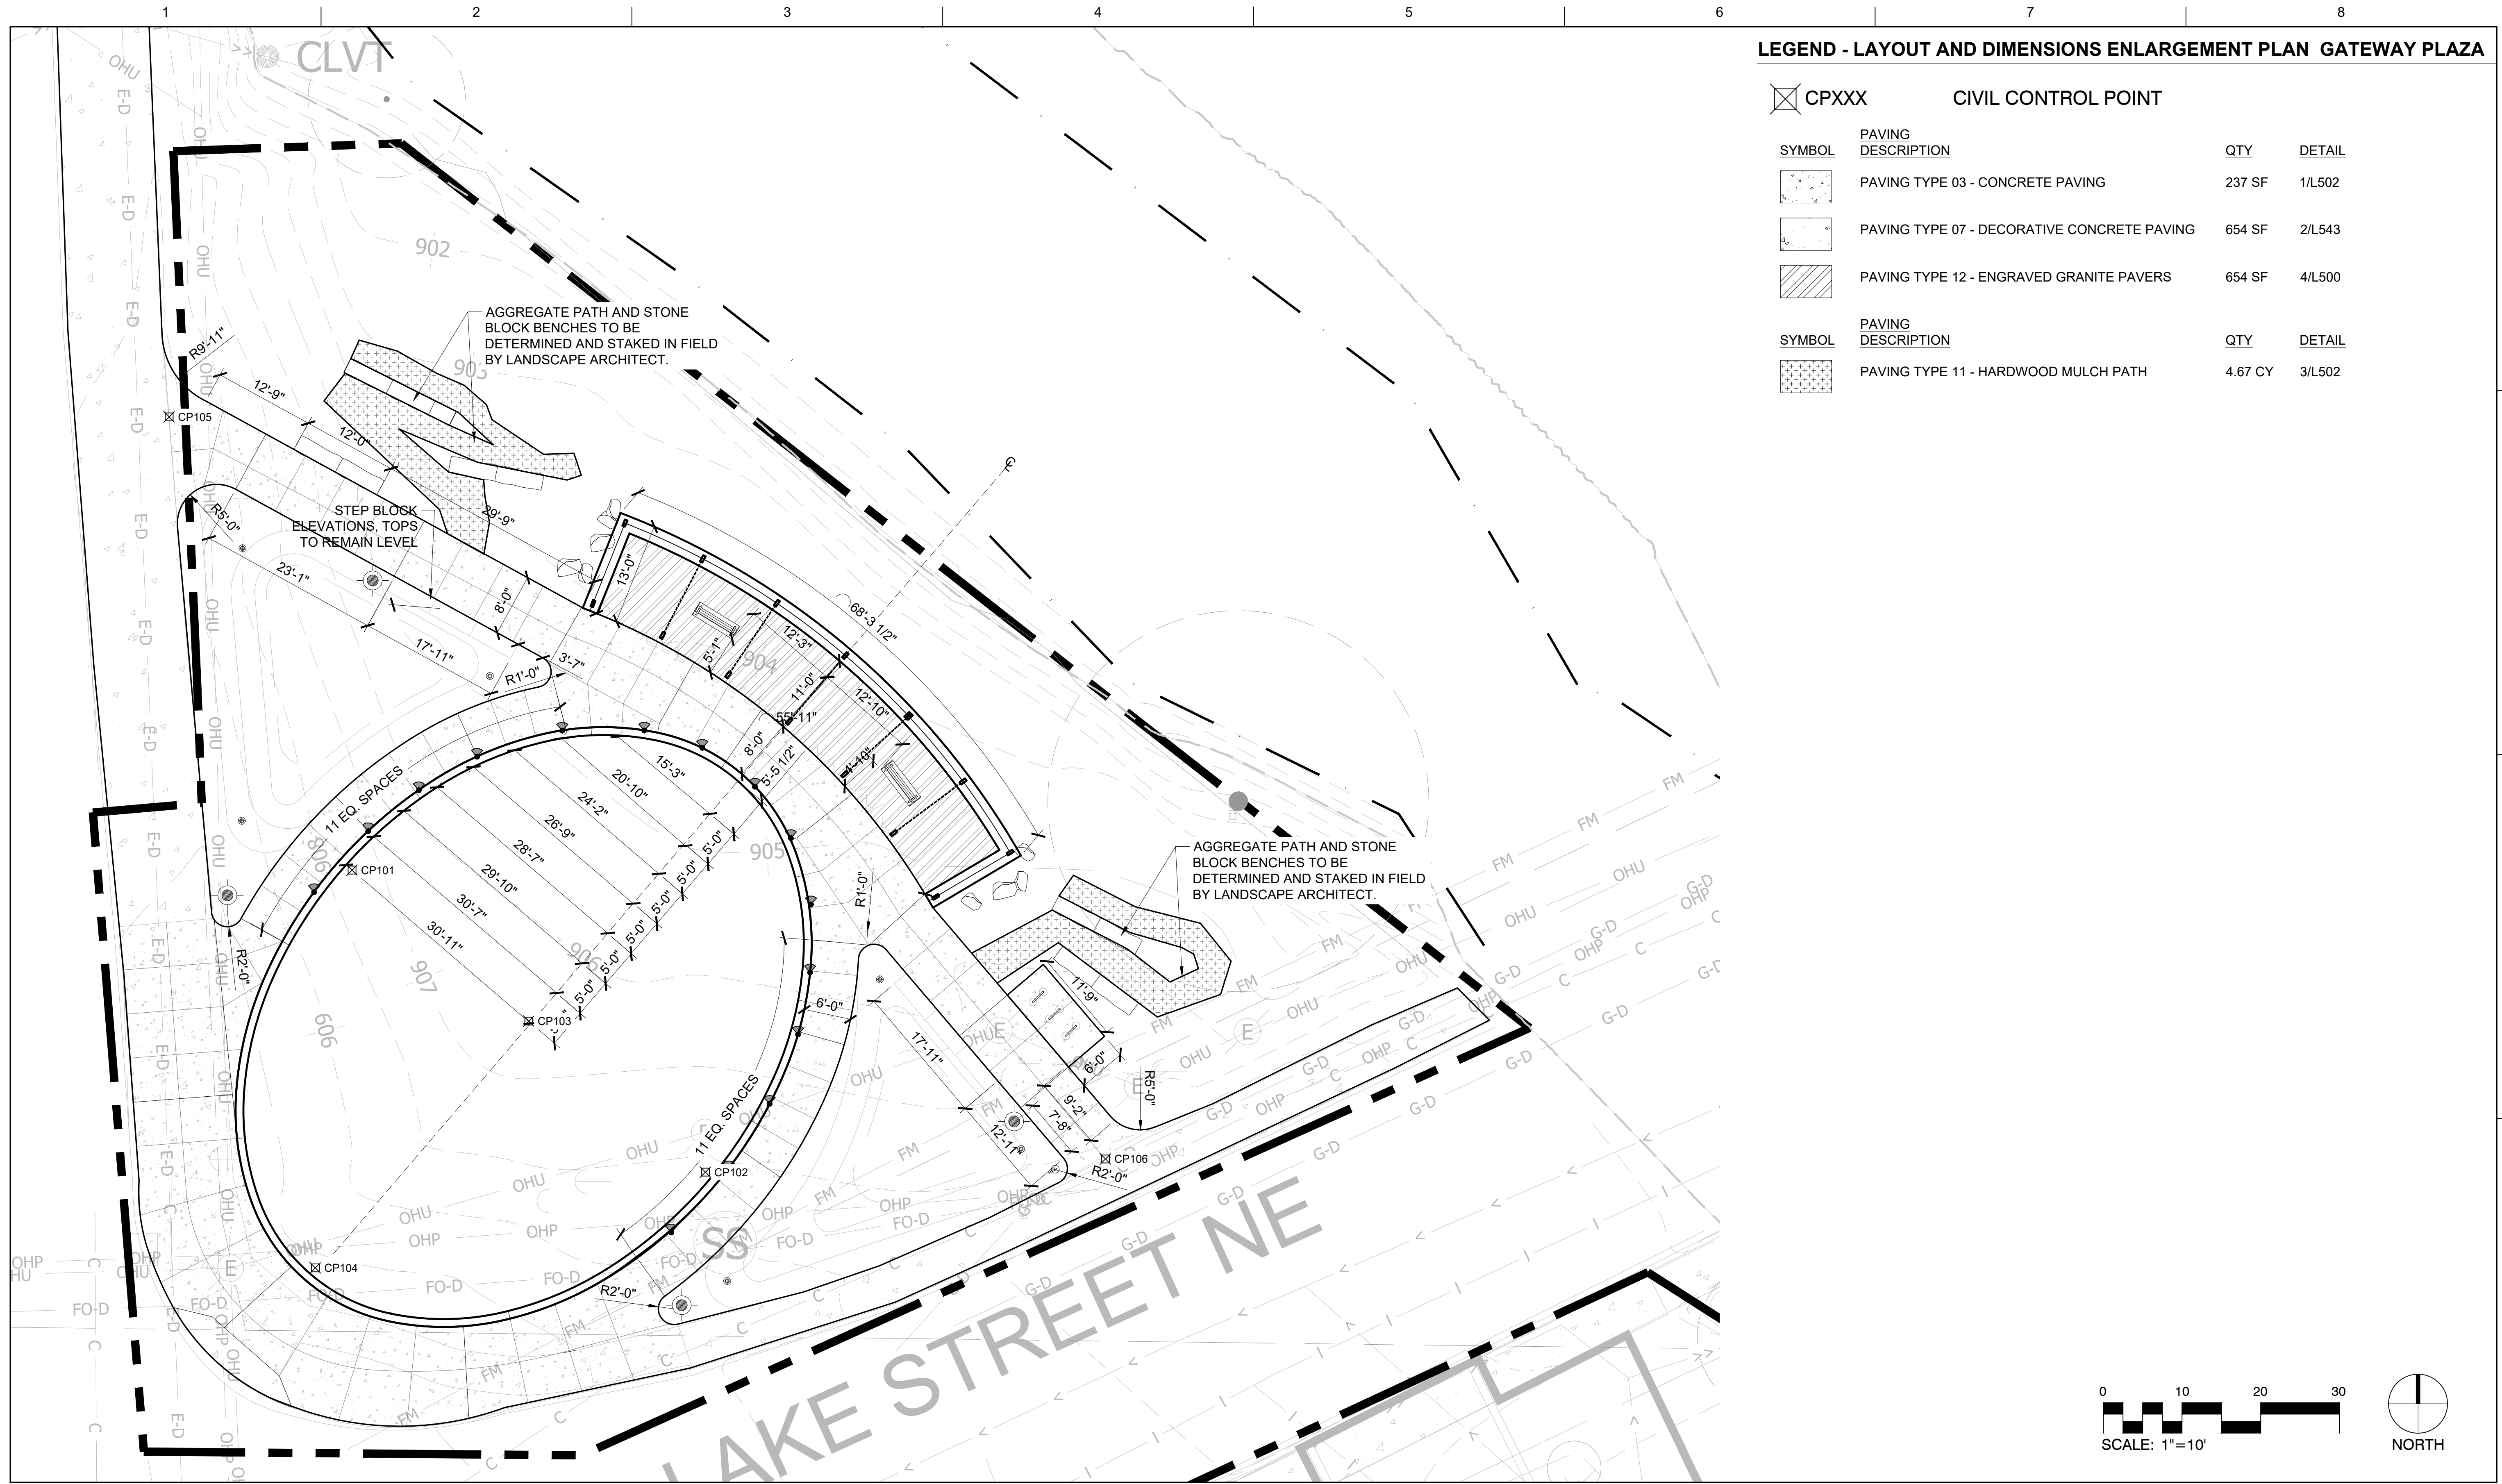 1 2 3 4 5 6 7 8
LEGEND - LAYOUT AND DIMENSIONS ENLARGEMENT PLAN GATEWAY PLAZA
CPXXX CIVIL CONTROL POINT
PAVING
SYMBOL DESCRIPTION QTY DETAIL
PAVING TYPE 03 - CONCRETE PAVING 237 SF 1/L502
PAVING TYPE 07 - DECORATIVE CONCRETE PAVING 654 SF 2/L543
PAVING TYPE 12 - ENGRAVED GRANITE PAVERS 654 SF 4/L500
PAVING
SYMBOL DESCRIPTION QTY DETAIL
PAVING TYPE 11 - HARDWOOD MULCH PATH 4.67 CY 3/L502
CLVT
902
903
AGGREGATE PATH AND STONE
BLOCK BENCHES TO BE
DETERMINED AND STAKED IN FIELD
BY LANDSCAPE ARCHITECT.
R9'-11"
12'-9"
CP105
12'-0"
STEP BLOCK
ELEVATIONS, TOPS
TO REMAIN LEVEL
29'-9"
R5'-0"
23'-1"
8'-0"
17'-11"
R1'-0"
3'-7"
13'-0"
68'-3 1/2"
12'-3"
5'-1"
904
11'-0"
12'-10"
55'-11"
8'-0"
5'-5 1/2"
4'-10"
15'-3"
20'-10"
24'-2"
26'-9"
28'-7"
29'-10"
30'-7"
30'-11"
11 EQ. SPACES
5'-0"
5'-0"
5'-0"
5'-0"
5'-0"
5'-0"
5'-0"
905
906
907
908
909
CP101
CP103
R2'-0"
R1'-0"
6'-0"
17'-11"
12'-11"
11'-9"
6'-0"
9'-2"
7'-8"
R5'-0"
R2'-0"
CP106
AGGREGATE PATH AND STONE
BLOCK BENCHES TO BE
DETERMINED AND STAKED IN FIELD
BY LANDSCAPE ARCHITECT.
11 EQ. SPACES
CP102
CP104
R2'-0"
SS
OHU
E-D
OHP
FO-D
FM
G-D
C
E
LAKE STREET NE
0 10 20 30
SCALE: 1"=10'
NORTH